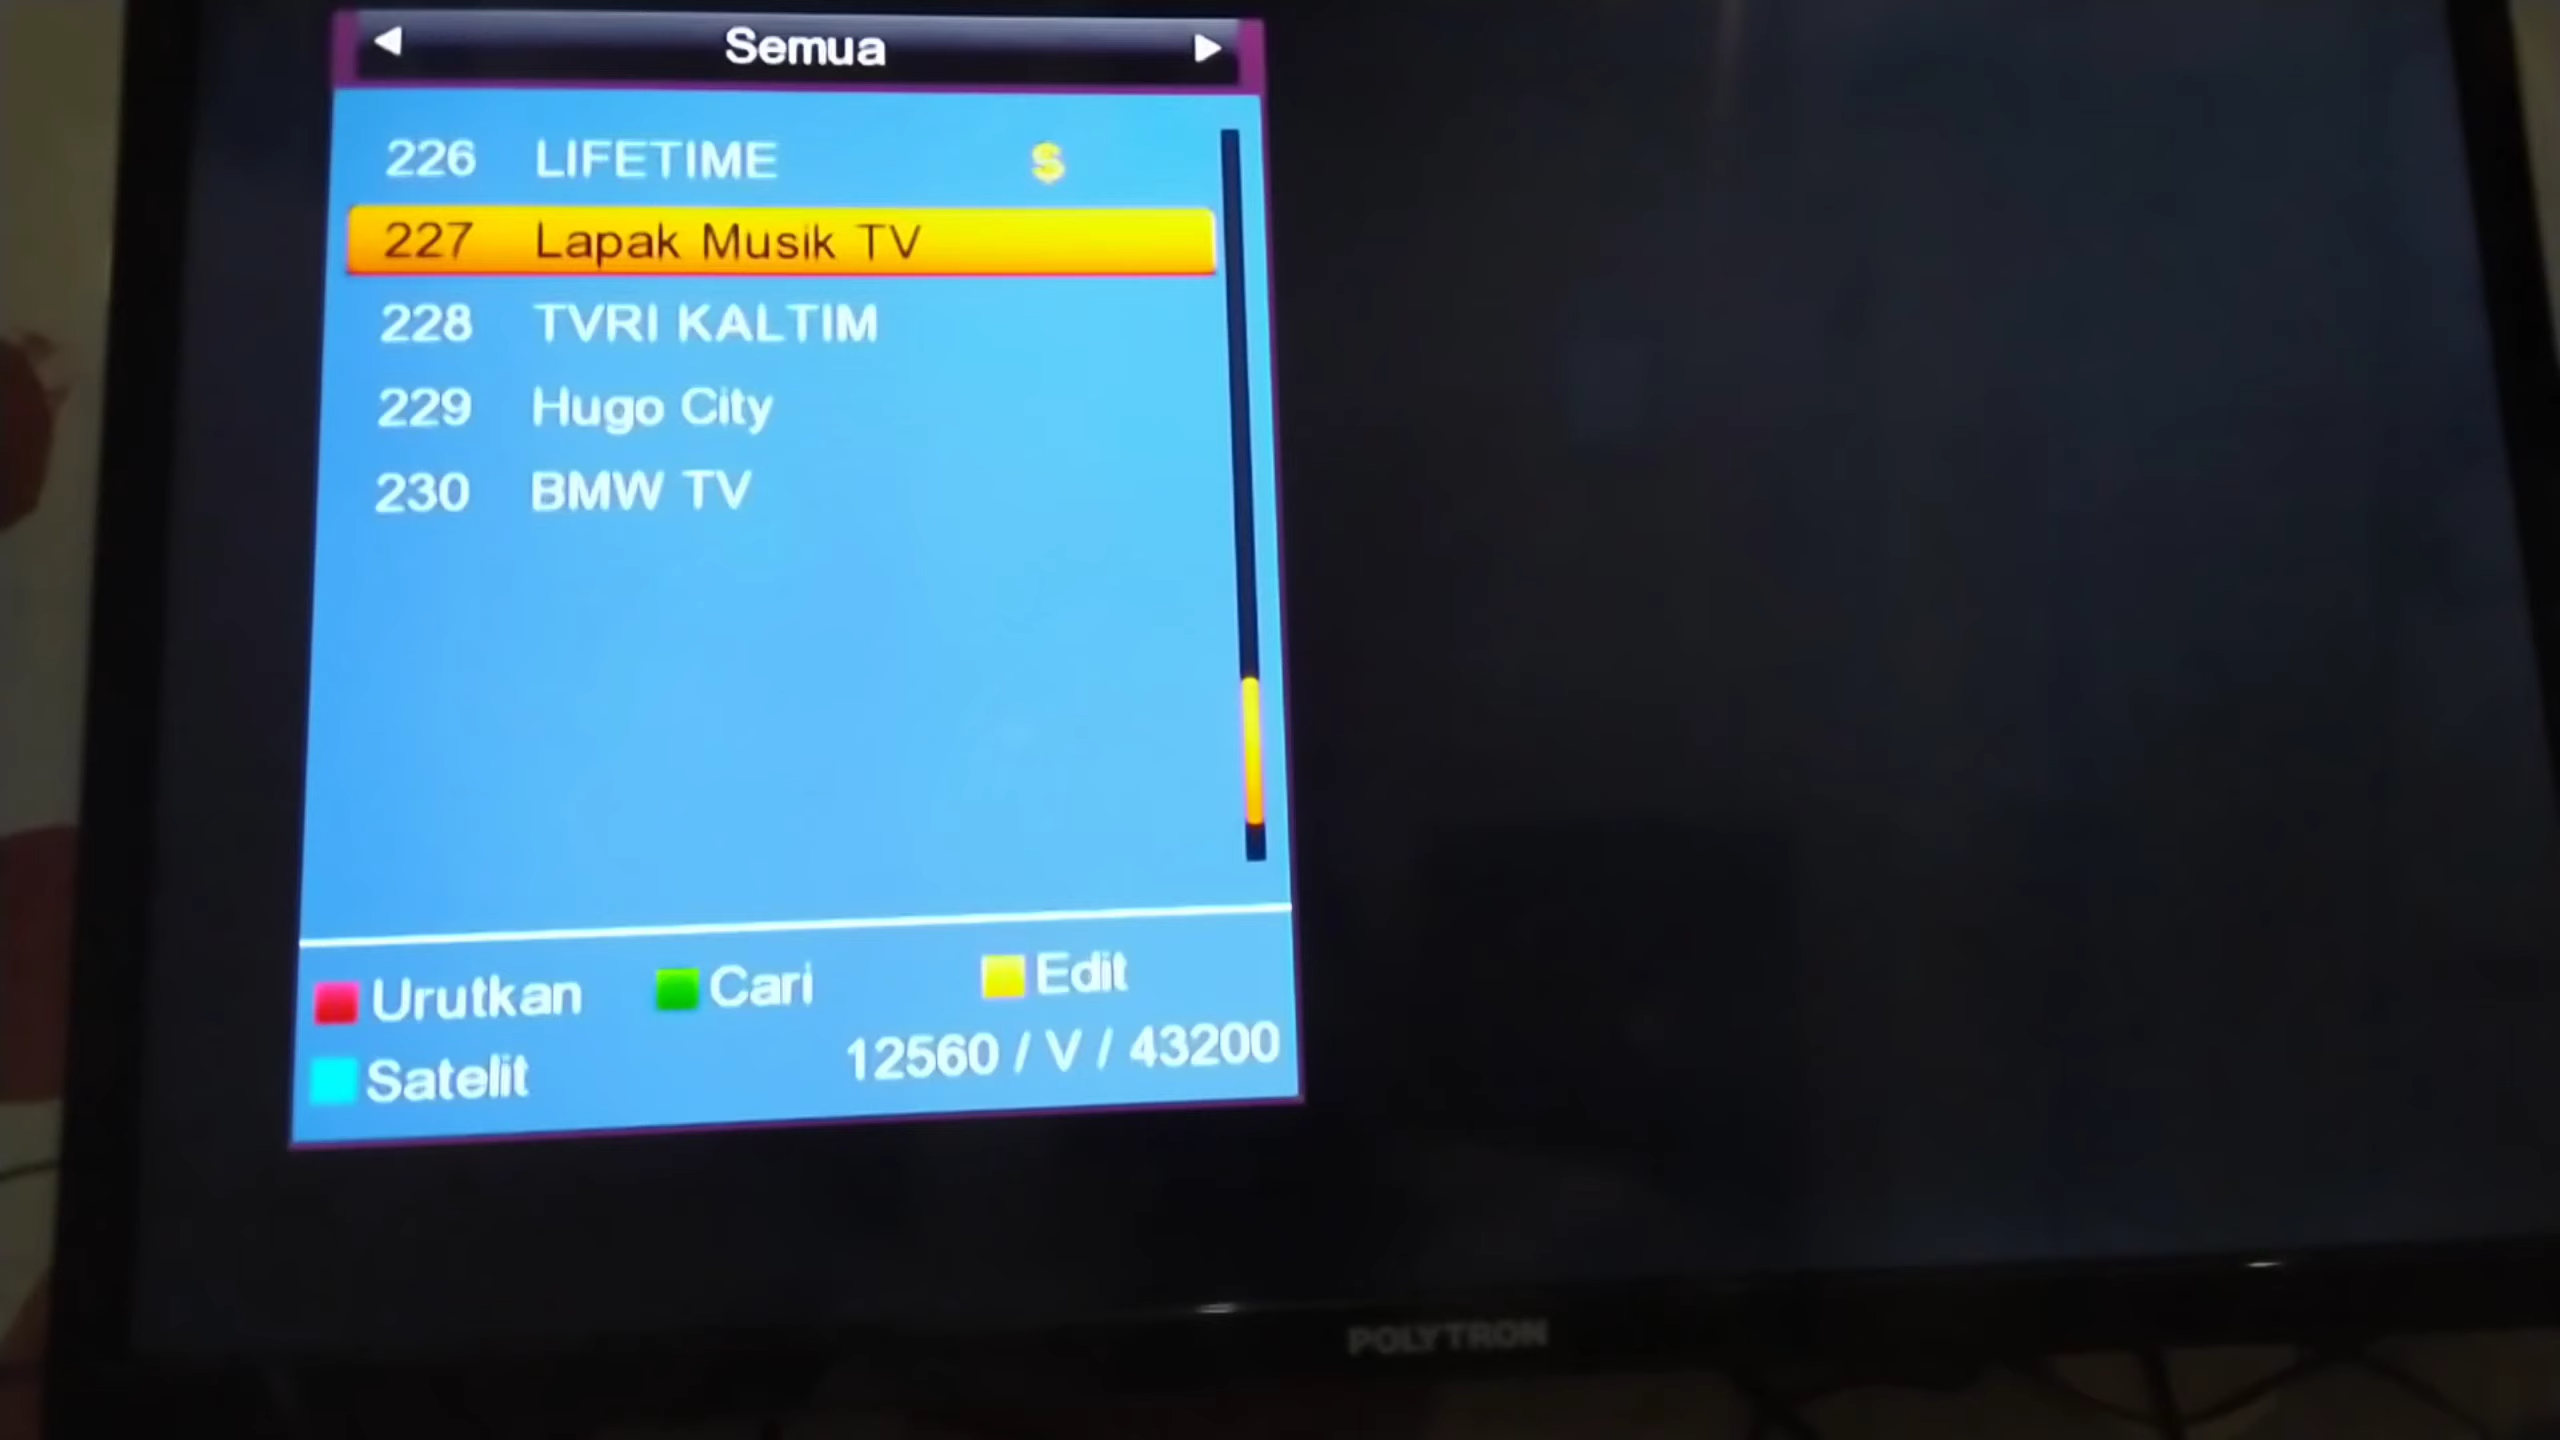 Semua
226 LIFETIME $
227 Lapak Musik TV
228 TVRI KALTIM
229 Hugo City
230 BMW TV
Urutkan Cari Edit
Satelit 12560 / V / 43200
POLYTRON